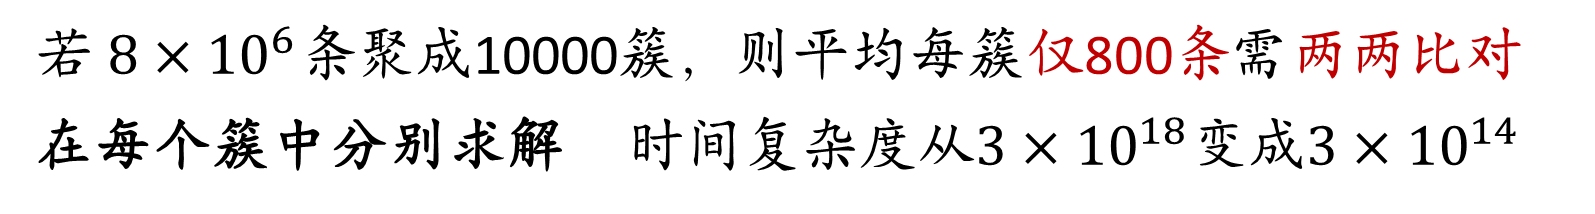 若 8 × 10⁶ 条聚成10000簇，则平均每簇仅800条需两两比对
在每个簇中分别求解 时间复杂度从3 × 10¹⁸ 变成3 × 10¹⁴